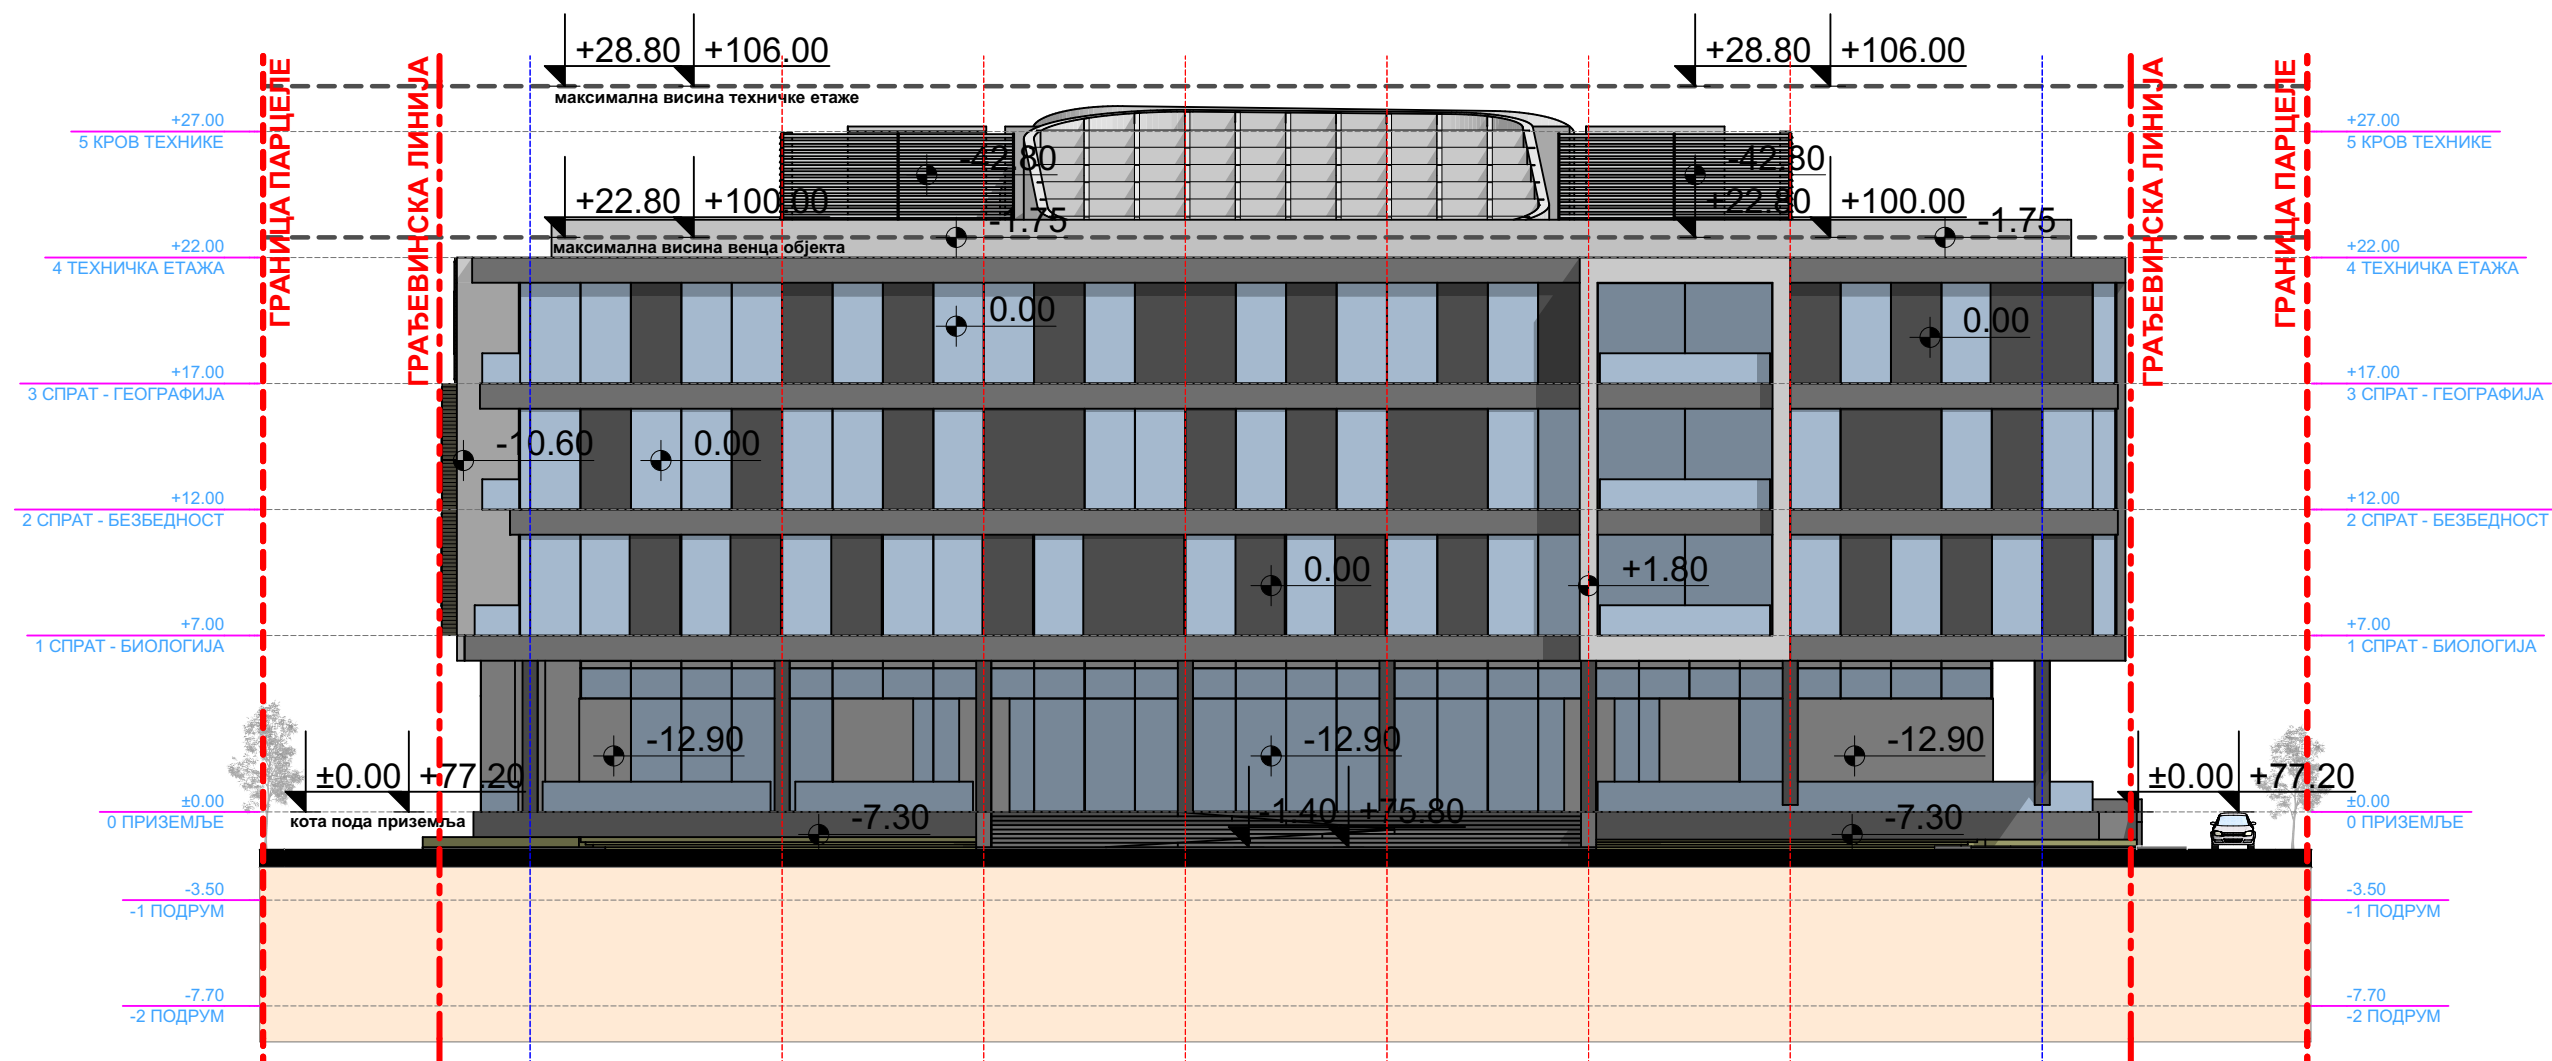 +28.80 +106.00 +28.80 +106.00
максимална висина техничке етаже
ГРАНИЦА ПАРЦЕЛЕ
ГРАЂЕВИНСКА ЛИНИЈА
ГРАЂЕВИНСКА ЛИНИЈА
ГРАНИЦА ПАРЦЕЛЕ
+27.00 +27.00
5 КРОВ ТЕХНИКЕ 5 КРОВ ТЕХНИКЕ
-42.80 -42.80
+22.80 +100.00 +22.80 +100.00
-1.75 -1.75
максимална висина венца објекта
+22.00 +22.00
4 ТЕХНИЧКА ЕТАЖА 4 ТЕХНИЧКА ЕТАЖА
0.00 0.00
+17.00 +17.00
3 СПРАТ - ГЕОГРАФИЈА 3 СПРАТ - ГЕОГРАФИЈА
-10.60 0.00
+12.00 +12.00
2 СПРАТ - БЕЗБЕДНОСТ 2 СПРАТ - БЕЗБЕДНОСТ
0.00 +1.80
+7.00 +7.00
1 СПРАТ - БИОЛОГИЈА 1 СПРАТ - БИОЛОГИЈА
-12.90 -12.90 -12.90
±0.00 +77.20 ±0.00 +77.20
±0.00 ±0.00
0 ПРИЗЕМЉЕ 0 ПРИЗЕМЉЕ
кота пода приземља
-7.30 -1.40 +75.80 -7.30
-3.50 -3.50
-1 ПОДРУМ -1 ПОДРУМ
-7.70 -7.70
-2 ПОДРУМ -2 ПОДРУМ